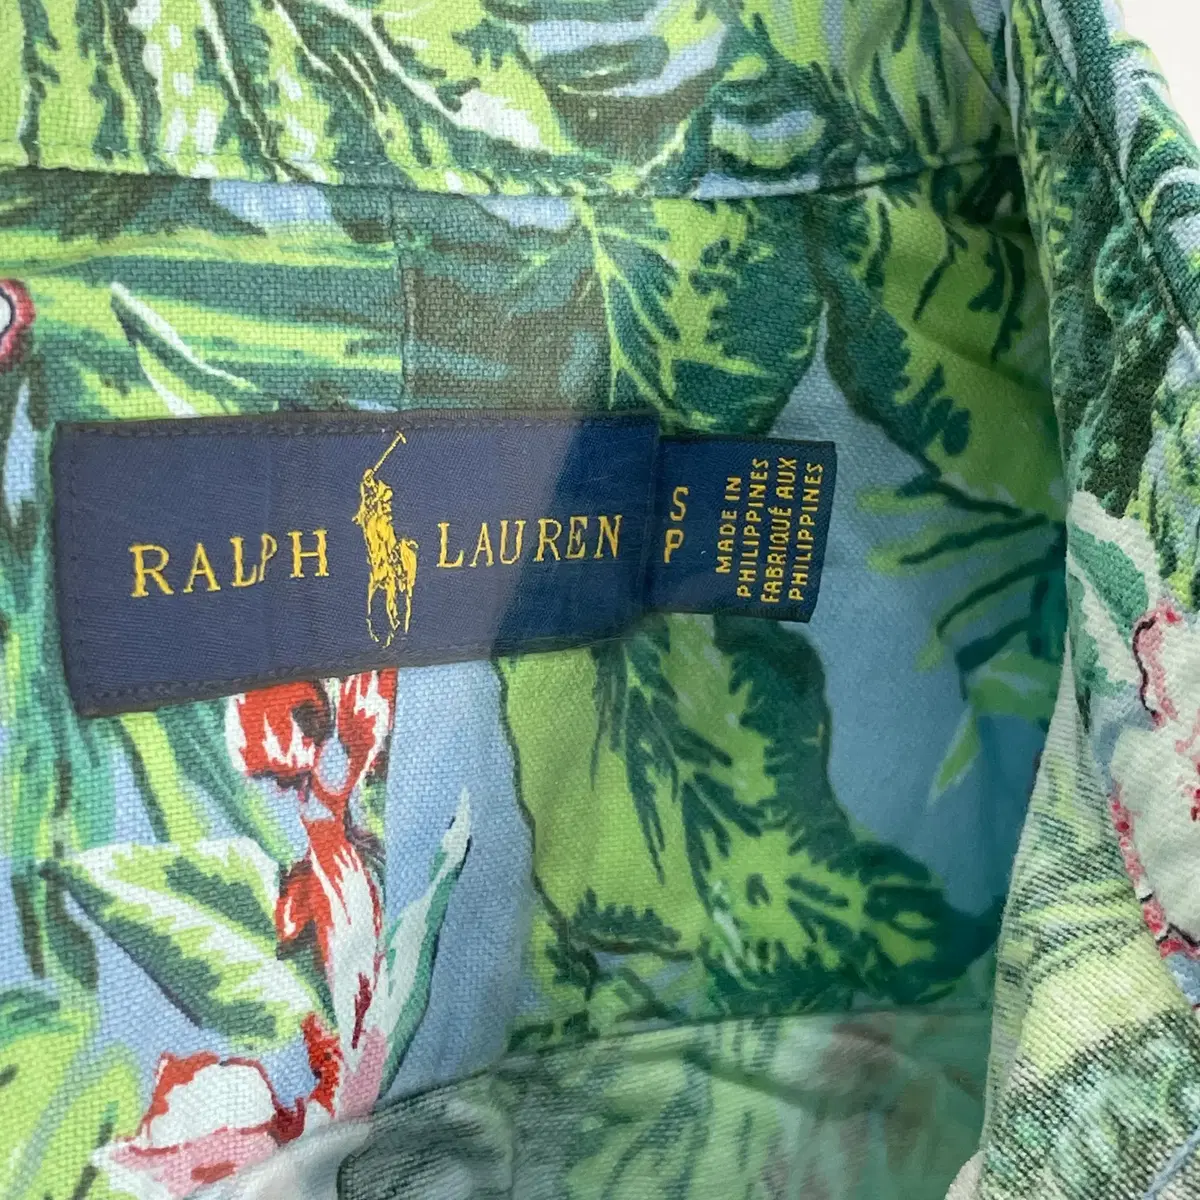 RALPH LAUREN
S
P
MADE IN
PHILIPPINES
FABRIQUÉ AUX
PHILIPPINES